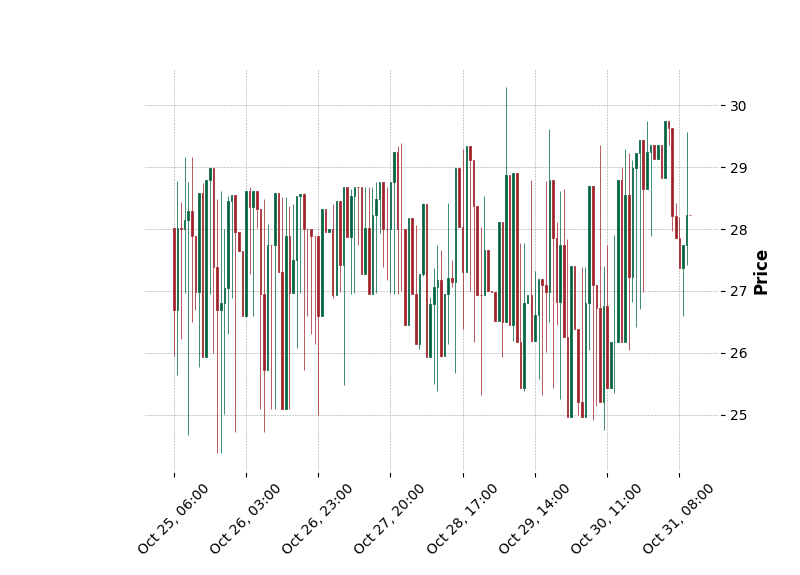 30
29
28
27
26
25
Price
Oct 25, 06:00
Oct 26, 03:00
Oct 26, 23:00
Oct 27, 20:00
Oct 28, 17:00
Oct 29, 14:00
Oct 30, 11:00
Oct 31, 08:00